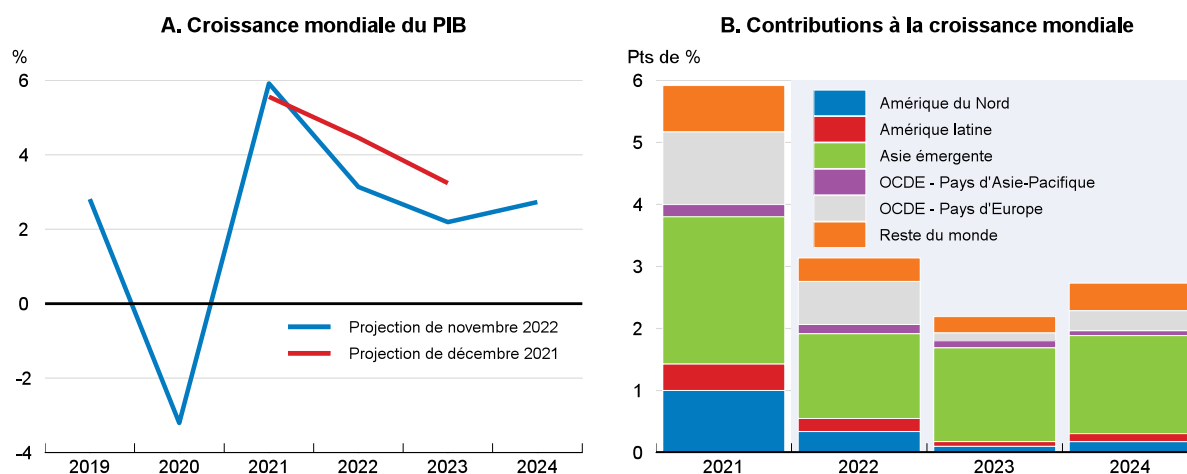 A. Croissance mondiale du PIB
%
6
4
2
0
-2
-4
2019 2020 2021 2022 2023 2024
Projection de novembre 2022
Projection de décembre 2021
B. Contributions à la croissance mondiale
Pts de %
6
5
4
3
2
1
0
2021 2022 2023 2024
Amérique du Nord
Amérique latine
Asie émergente
OCDE - Pays d'Asie-Pacifique
OCDE - Pays d'Europe
Reste du monde